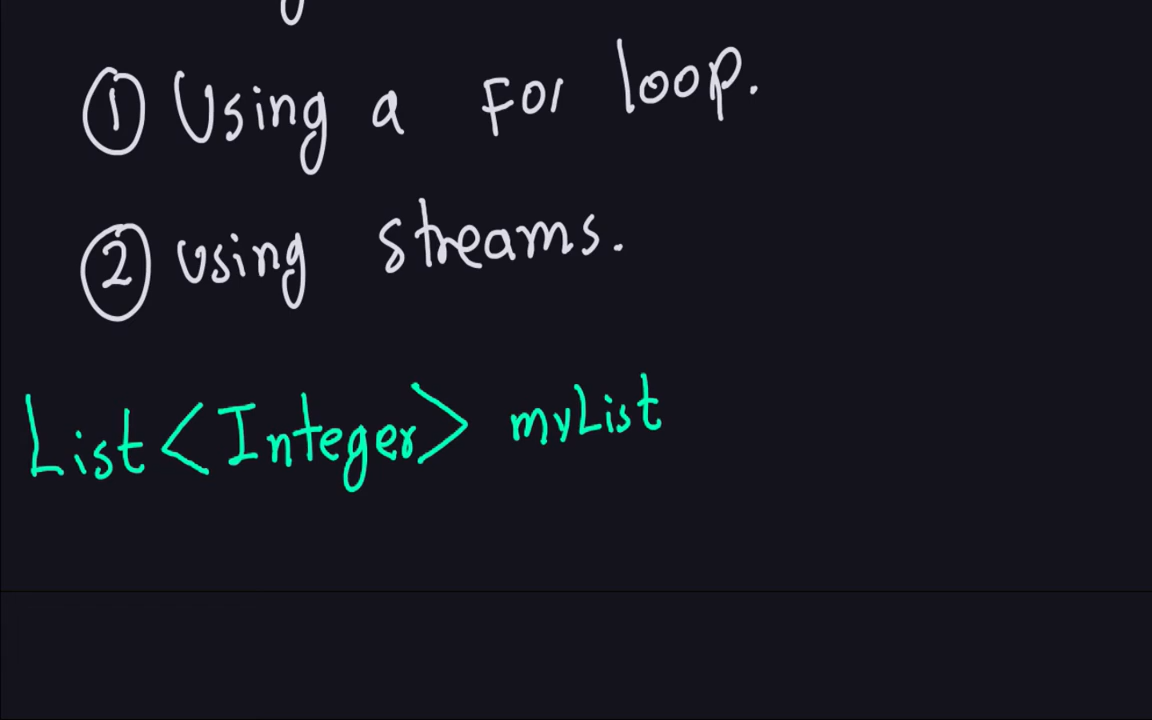 ① Using a For loop.
② using streams.
List<Integer> myList